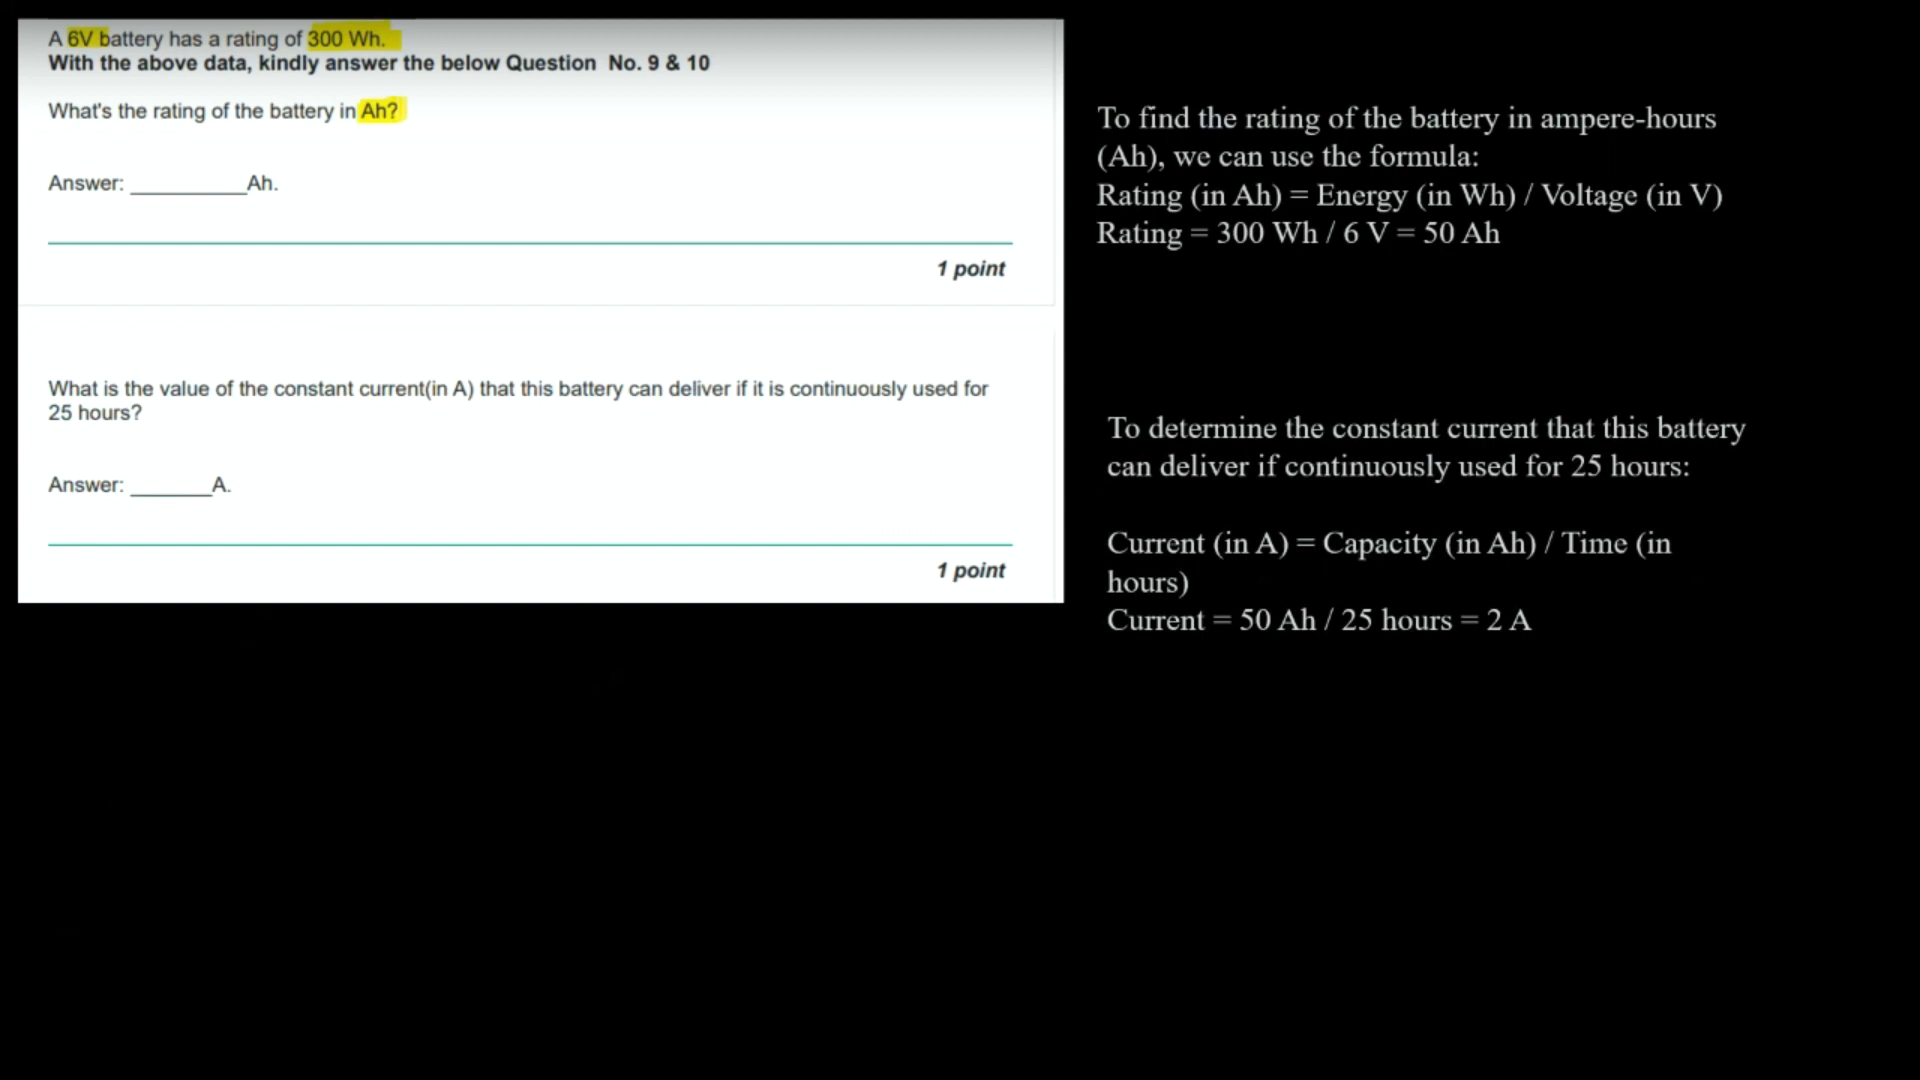 A 6V battery has a rating of 300 Wh.
With the above data, kindly answer the below Question No. 9 & 10
What's the rating of the battery in Ah?
Answer: __________Ah.
1 point
What is the value of the constant current(in A) that this battery can deliver if it is continuously used for
25 hours?
Answer: _______A.
1 point
To find the rating of the battery in ampere-hours
(Ah), we can use the formula:
Rating (in Ah) = Energy (in Wh) / Voltage (in V)
Rating = 300 Wh / 6 V = 50 Ah
To determine the constant current that this battery
can deliver if continuously used for 25 hours:
Current (in A) = Capacity (in Ah) / Time (in
hours)
Current = 50 Ah / 25 hours = 2 A